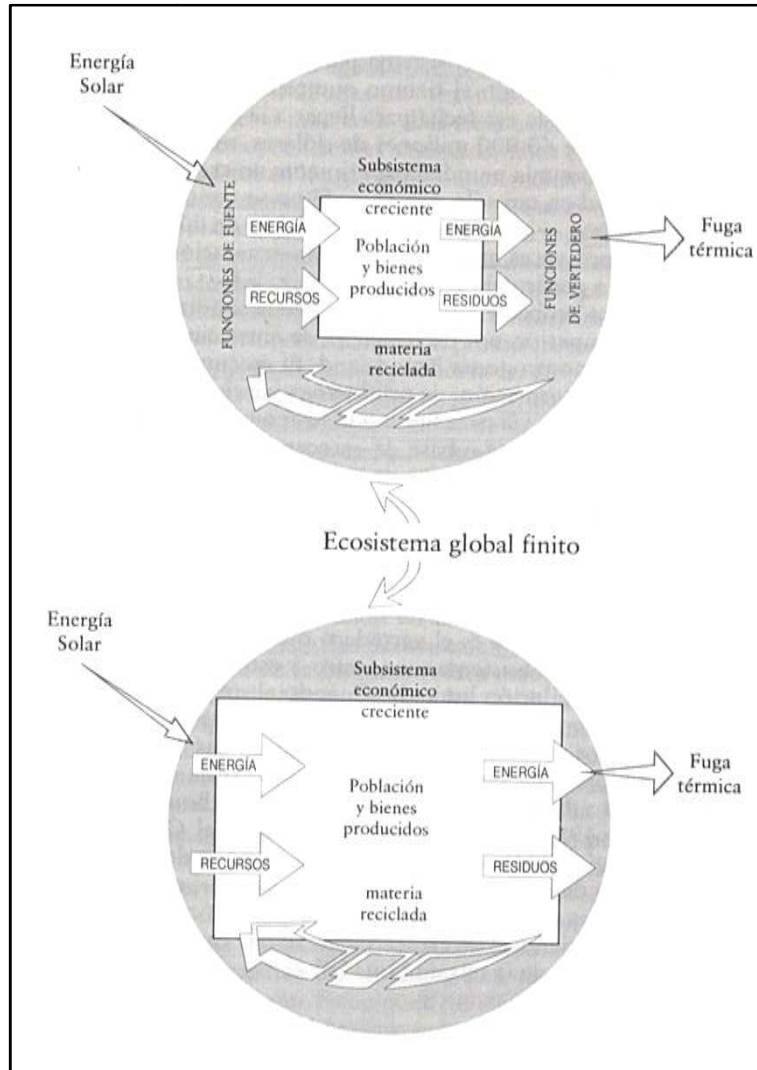 Energía
Solar
Subsistema
económico
creciente
FUNCIONES DE FUENTE
ENERGÍA
ENERGÍA
Población
y bienes
producidos
RECURSOS
RESIDUOS
FUNCIONES
DE VERTEDERO
Fuga
térmica
materia
reciclada
Ecosistema global finito
Energía
Solar
Subsistema
económico
creciente
ENERGÍA
ENERGÍA
Fuga
térmica
Población
y bienes
producidos
RECURSOS
RESIDUOS
materia
reciclada